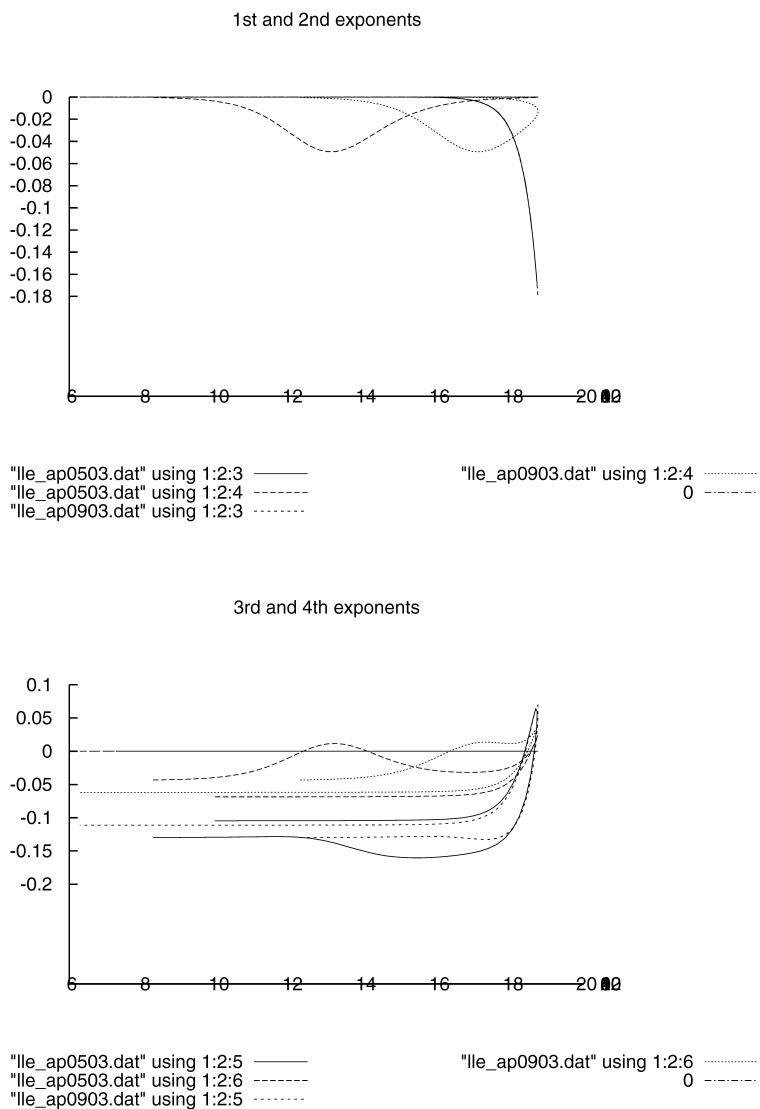 1st and 2nd exponents
0
-0.02
-0.04
-0.06
-0.08
-0.1
-0.12
-0.14
-0.16
-0.18
6 8 10 12 14 16 18 20
"lle_ap0503.dat" using 1:2:3
"lle_ap0503.dat" using 1:2:4
"lle_ap0903.dat" using 1:2:3
"lle_ap0903.dat" using 1:2:4
0
3rd and 4th exponents
0.1
0.05
0
-0.05
-0.1
-0.15
-0.2
6 8 10 12 14 16 18 20
"lle_ap0503.dat" using 1:2:5
"lle_ap0503.dat" using 1:2:6
"lle_ap0903.dat" using 1:2:5
"lle_ap0903.dat" using 1:2:6
0